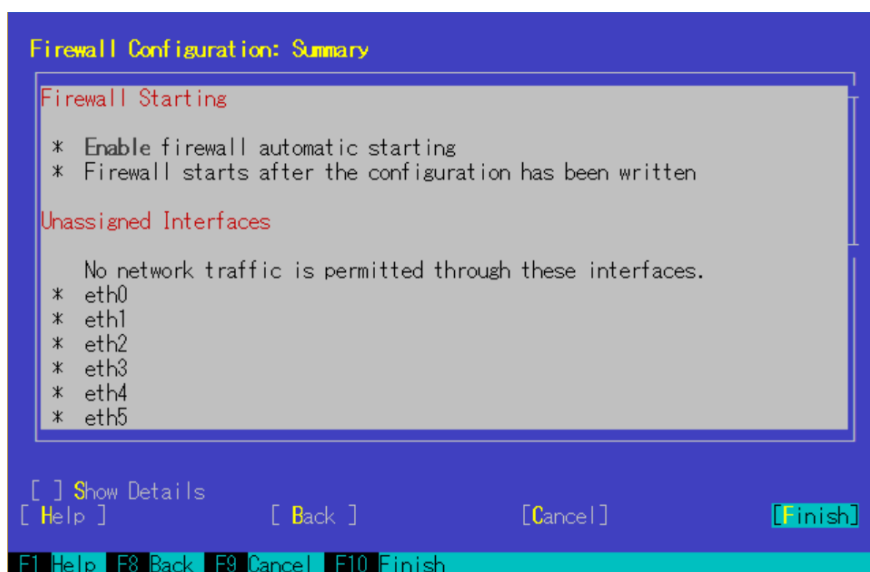 Firewall Configuration: Summary
Firewall Starting
* Enable firewall automatic starting
* Firewall starts after the configuration has been written
Unassigned Interfaces
No network traffic is permitted through these interfaces.
* eth0
* eth1
* eth2
* eth3
* eth4
* eth5
[ ] Show Details
[ Help ] [ Back ] [Cancel] [Finish]
F1 Help F8 Back F9 Cancel F10 Finish